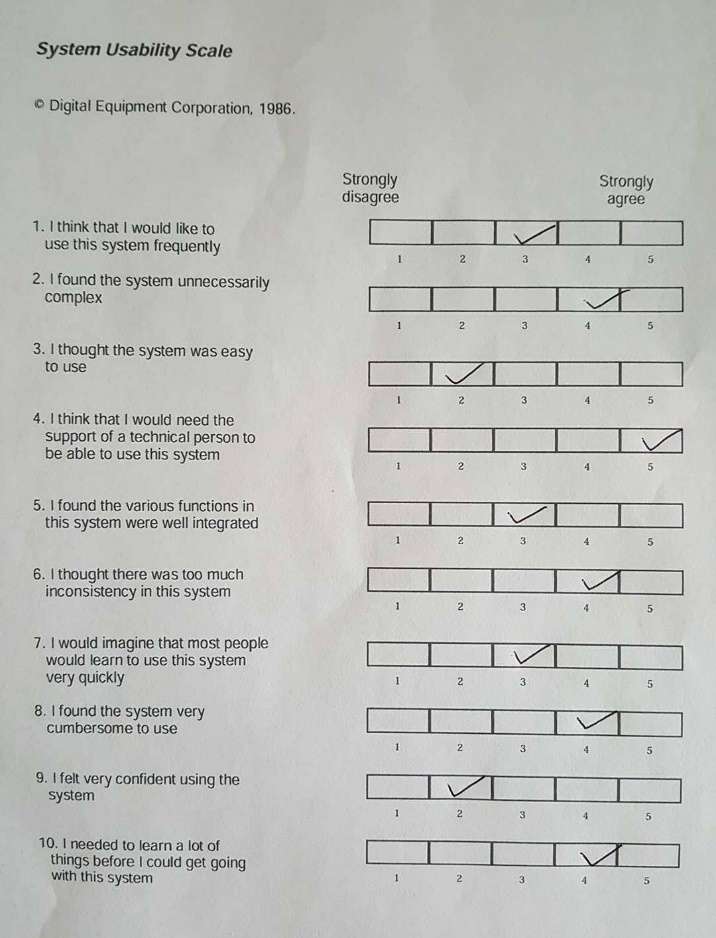 System Usability Scale
© Digital Equipment Corporation, 1986.
Strongly
disagree
Strongly
agree
1. I think that I would like to
use this system frequently
1 2 3 4 5
2. I found the system unnecessarily
complex
1 2 3 4 5
3. I thought the system was easy
to use
1 2 3 4 5
4. I think that I would need the
support of a technical person to
be able to use this system
1 2 3 4 5
5. I found the various functions in
this system were well integrated
1 2 3 4 5
6. I thought there was too much
inconsistency in this system
1 2 3 4 5
7. I would imagine that most people
would learn to use this system
very quickly
1 2 3 4 5
8. I found the system very
cumbersome to use
1 2 3 4 5
9. I felt very confident using the
system
1 2 3 4 5
10. I needed to learn a lot of
things before I could get going
with this system
1 2 3 4 5